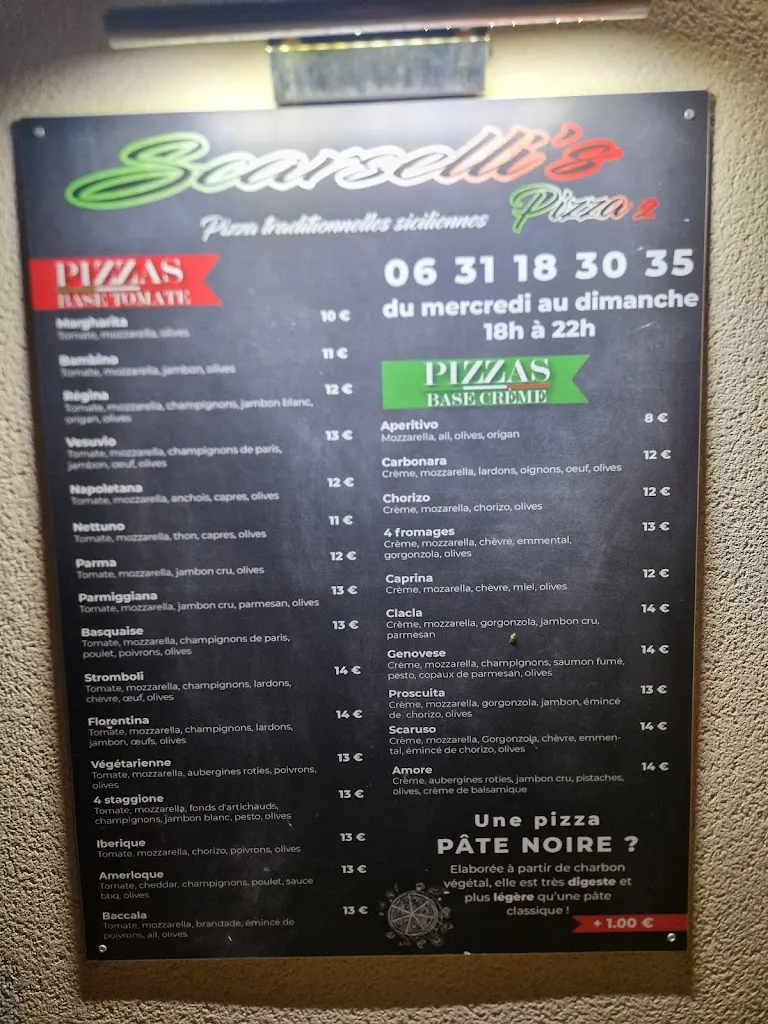 Scarselli's
Pizza 2
Pizza traditionnelles siciliennes
06 31 18 30 35
du mercredi au dimanche
18h à 22h
PIZZAS
BASE TOMATE
Margharita 10 €
Tomate, mozzarella, olives
Bambino 11 €
Tomate, mozzarella, jambon, olives
Régina 12 €
Tomate, mozzarella, champignons, jambon blanc,
origan, olives
Vesuvio 13 €
Tomate, mozzarella, champignons de paris,
jambon, oeuf, olives
Napoletana 12 €
Tomate, mozzarella, anchois, capres, olives
Nettuno 11 €
Tomate, mozzarella, thon, capres, olives
Parma 12 €
Tomate, mozzarella, jambon cru, olives
Parmiggiana 13 €
Tomate, mozzarella, jambon cru, parmesan, olives
Basquaise 13 €
Tomate, mozzarella, champignons de paris,
poulet, poivrons, olives
Stromboli 14 €
Tomate, mozzarella, champignons, lardons,
chèvre, œuf, olives
Florentina 14 €
Tomate, mozzarella, champignons, lardons,
jambon, œufs, olives
Végétarienne 13 €
Tomate, mozzarella, aubergines roties, poivrons,
olives
4 staggione 13 €
Tomate, mozzarella, fonds d'artichauds,
champignons, jambon blanc, pesto, olives
Iberique 13 €
Tomate, mozzarella, chorizo, poivrons, olives
Amerloque 13 €
Tomate, cheddar, champignons, poulet, sauce
bbq, olives
Baccala 13 €
Tomate, mozzarella, brandade, émincé de
poivrons, ail, olives
PIZZAS
BASE CRÈME
Aperitivo 8 €
Mozzarella, ail, olives, origan
Carbonara 12 €
Crème, mozzarella, lardons, oignons, oeuf, olives
Chorizo 12 €
Crème, mozarella, chorizo, olives
4 fromages 13 €
Crème, mozzarella, chèvre, emmental,
gorgonzola, olives
Caprina 12 €
Crème, mozarella, chèvre, miel, olives
Clacla 14 €
Crème, mozzarella, gorgonzola, jambon cru,
parmesan
Genovese 14 €
Crème, mozzarella, champignons, saumon fumé,
pesto, copaux de parmesan, olives
Proscuita 13 €
Crème, mozzarella, gorgonzola, jambon, émincé
de chorizo, olives
Scaruso 14 €
Crème, mozzarella, Gorgonzola, chèvre, emmen-
tal, émincé de chorizo, olives
Amore 14 €
Crème, aubergines roties, jambon cru, pistaches,
olives, crème de balsamique
Une pizza
PÂTE NOIRE ?
Elaborée à partir de charbon
végétal, elle est très digeste et
plus légère qu'une pâte
classique !
+ 1.00 €